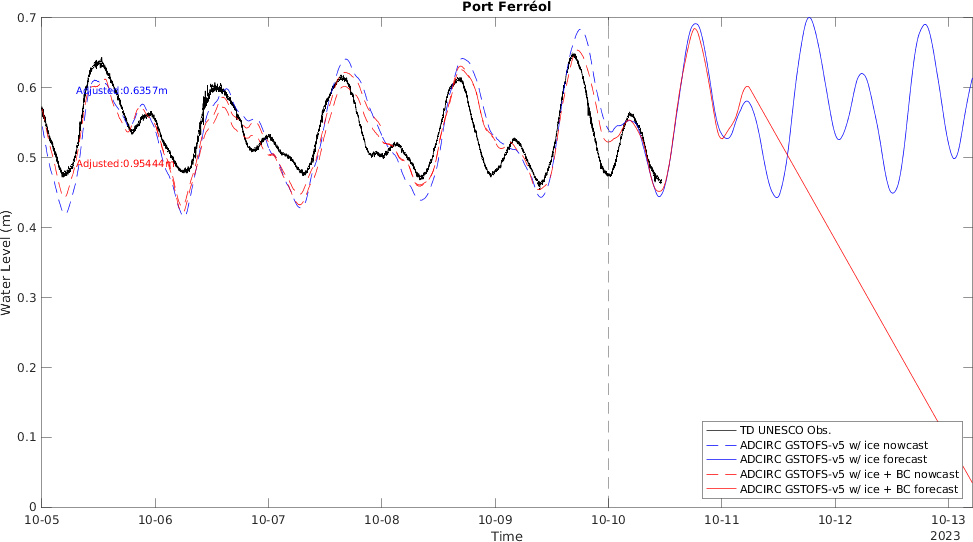 Port Ferréol
Water Level (m)
0.7
0.6
0.5
0.4
0.3
0.2
0.1
0
Adjusted:0.6357m
Adjusted:0.95444m
TD UNESCO Obs.
ADCIRC GSTOFS-v5 w/ ice nowcast
ADCIRC GSTOFS-v5 w/ ice forecast
ADCIRC GSTOFS-v5 w/ ice + BC nowcast
ADCIRC GSTOFS-v5 w/ ice + BC forecast
10-05 10-06 10-07 10-08 10-09 10-10 10-11 10-12 10-13
Time
2023